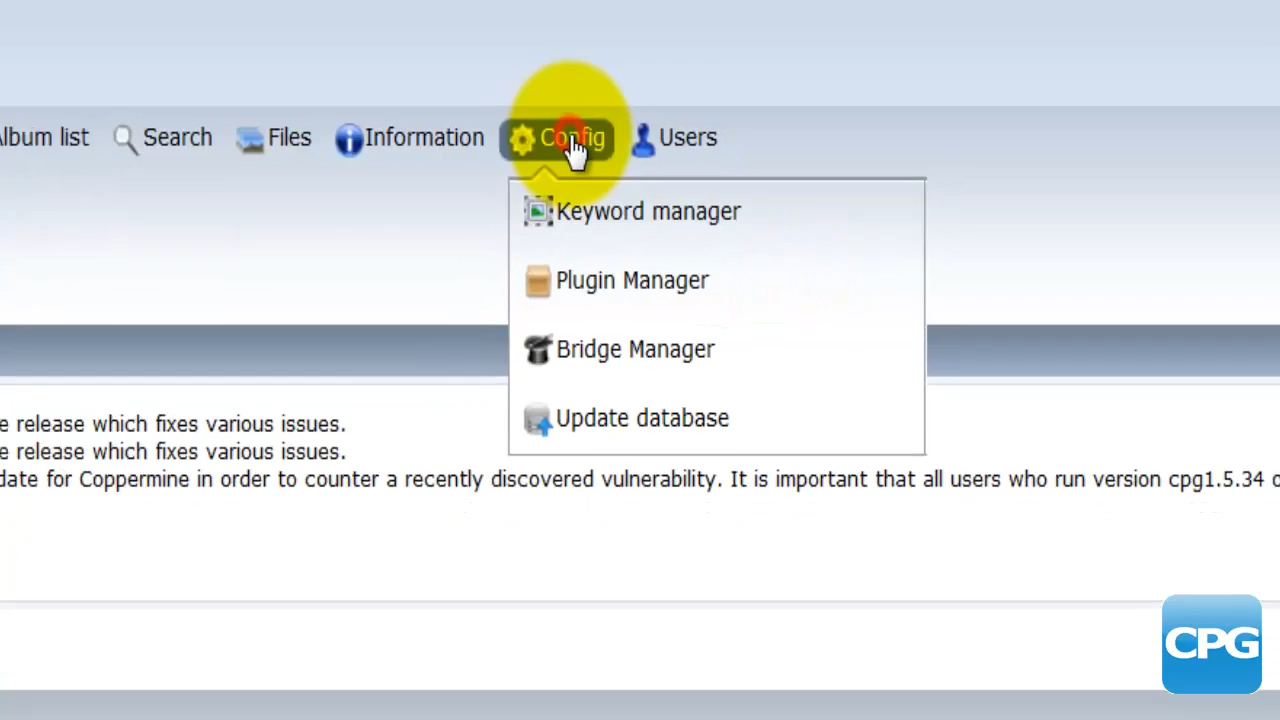 Album list Search Files Information Config Users
Keyword manager
Plugin Manager
Bridge Manager
Update database
e release which fixes various issues.
e release which fixes various issues.
date for Coppermine in order to counter a recently discovered vulnerability. It is important that all users who run version cpg1.5.34 o
CPG